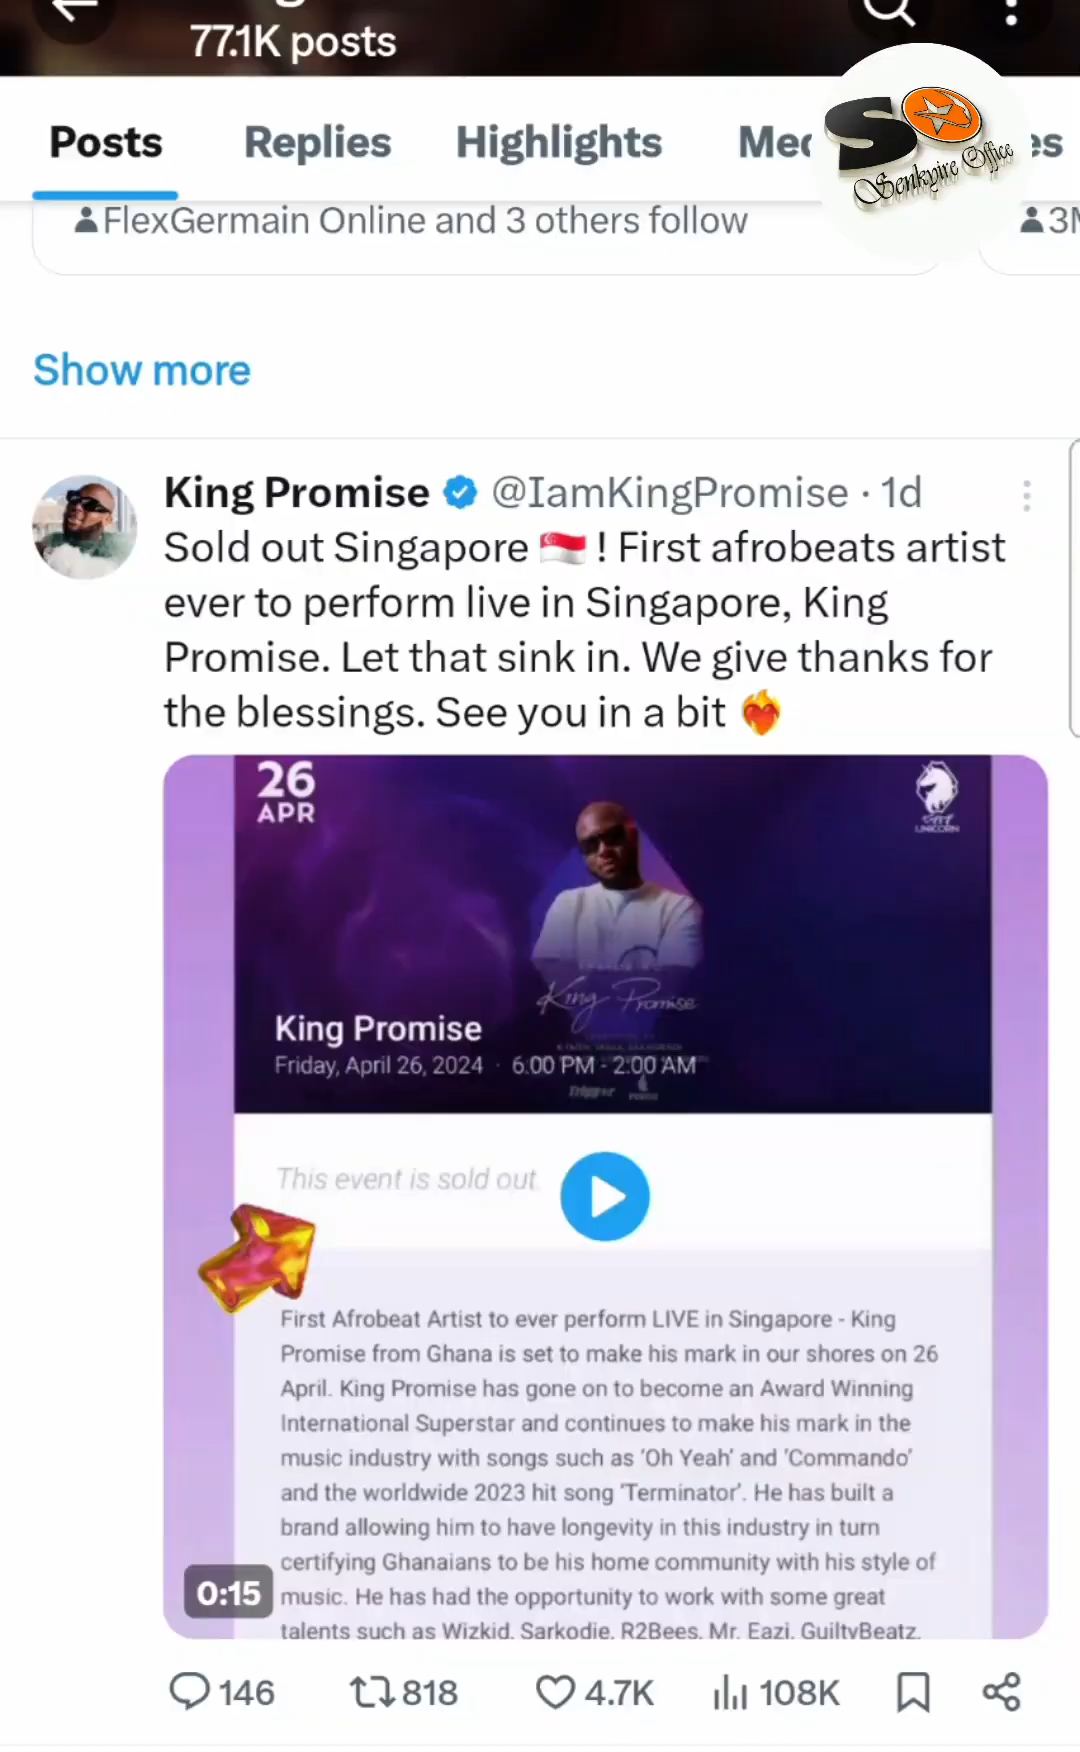 77.1K posts
Posts Replies Highlights Med es
SO
Senkyire Office
FlexGermain Online and 3 others follow
3M
Show more
King Promise @IamKingPromise · 1d
Sold out Singapore 🇸🇬 ! First afrobeats artist
ever to perform live in Singapore, King
Promise. Let that sink in. We give thanks for
the blessings. See you in a bit ❤️‍🔥
26
APR
UNICORN
King Promise
King Promise
Friday, April 26, 2024 · 6:00 PM - 2:00 AM
This event is sold out.
First Afrobeat Artist to ever perform LIVE in Singapore - King
Promise from Ghana is set to make his mark in our shores on 26
April. King Promise has gone on to become an Award Winning
International Superstar and continues to make his mark in the
music industry with songs such as 'Oh Yeah' and 'Commando'
and the worldwide 2023 hit song 'Terminator'. He has built a
brand allowing him to have longevity in this industry in turn
certifying Ghanaians to be his home community with his style of
music. He has had the opportunity to work with some great
talents such as Wizkid, Sarkodie, R2Bees, Mr. Eazi, GuiltyBeatz,
0:15
146 818 4.7K 108K